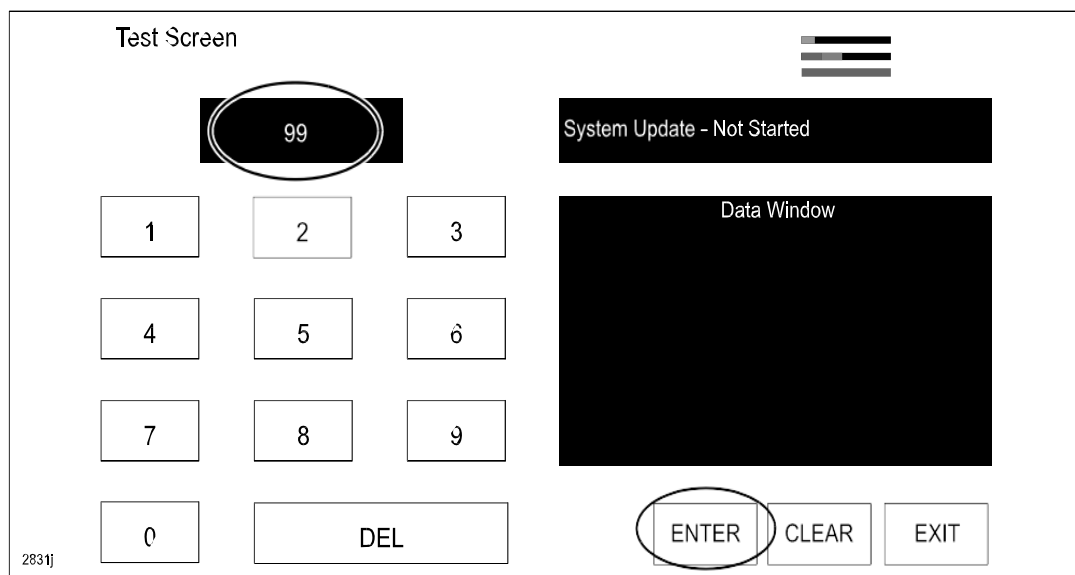 Test Screen
99
System Update - Not Started
Data Window
1 2 3
4 5 6
7 8 9
0 DEL
ENTER CLEAR EXIT
2831j